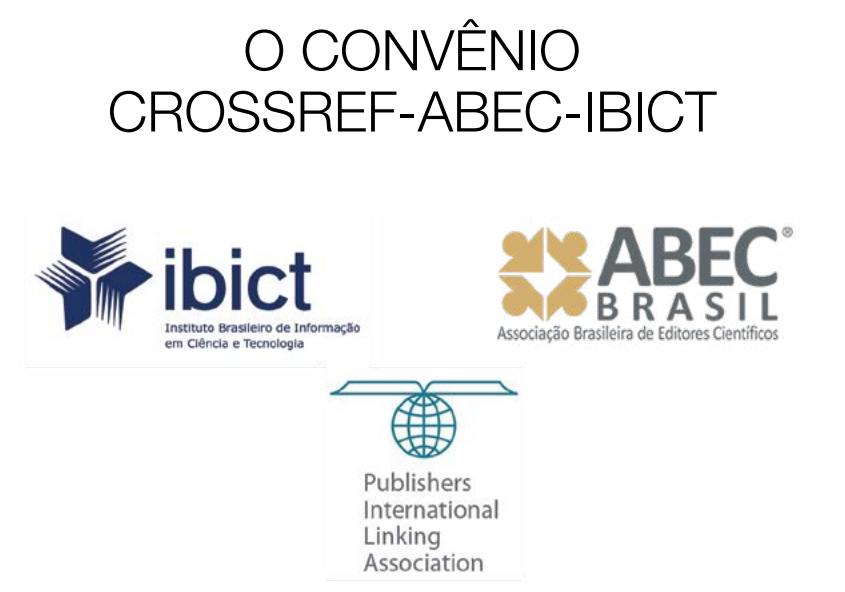 O CONVÊNIO
CROSSREF-ABEC-IBICT
ibict
Instituto Brasileiro de Informação
em Ciência e Tecnologia
ABEC®
BRASIL
Associação Brasileira de Editores Científicos
Publishers
International
Linking
Association